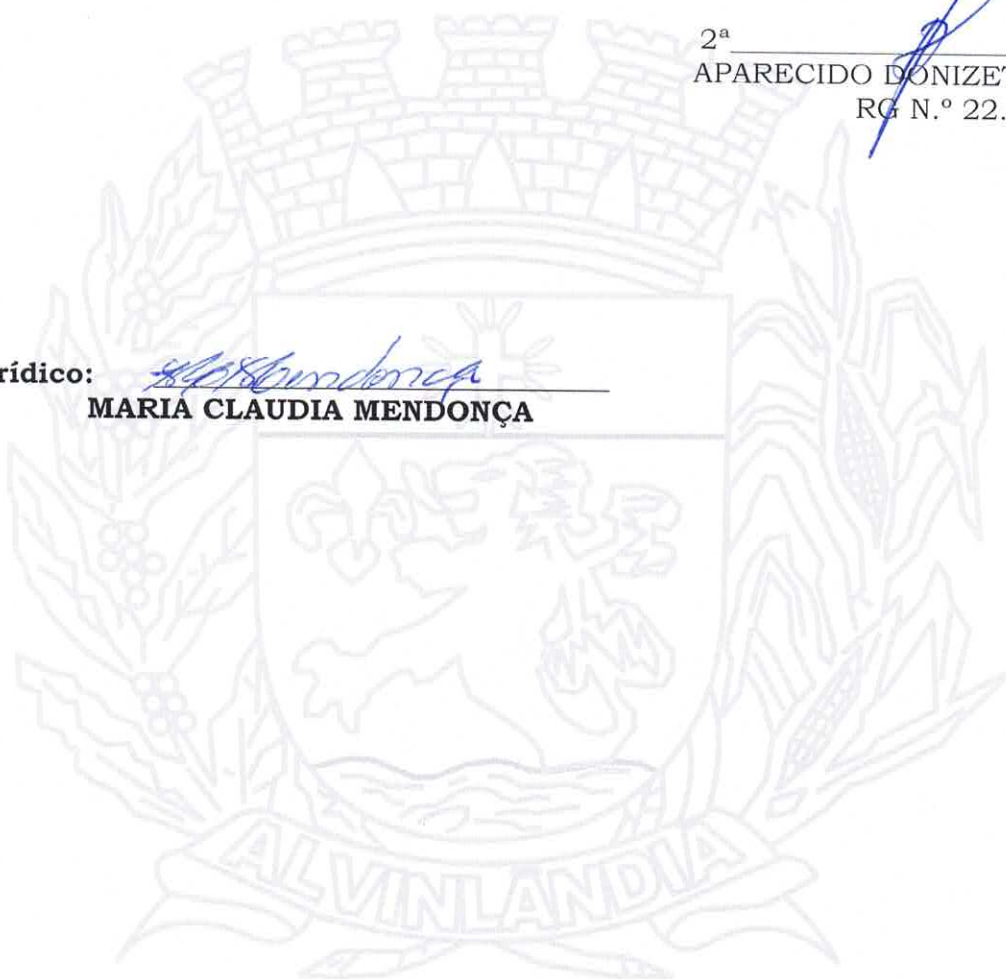 2ª
APARECIDO DONIZET
RG N.º 22.
rídico:
MARIA CLAUDIA MENDONÇA
ALVINLANDIA